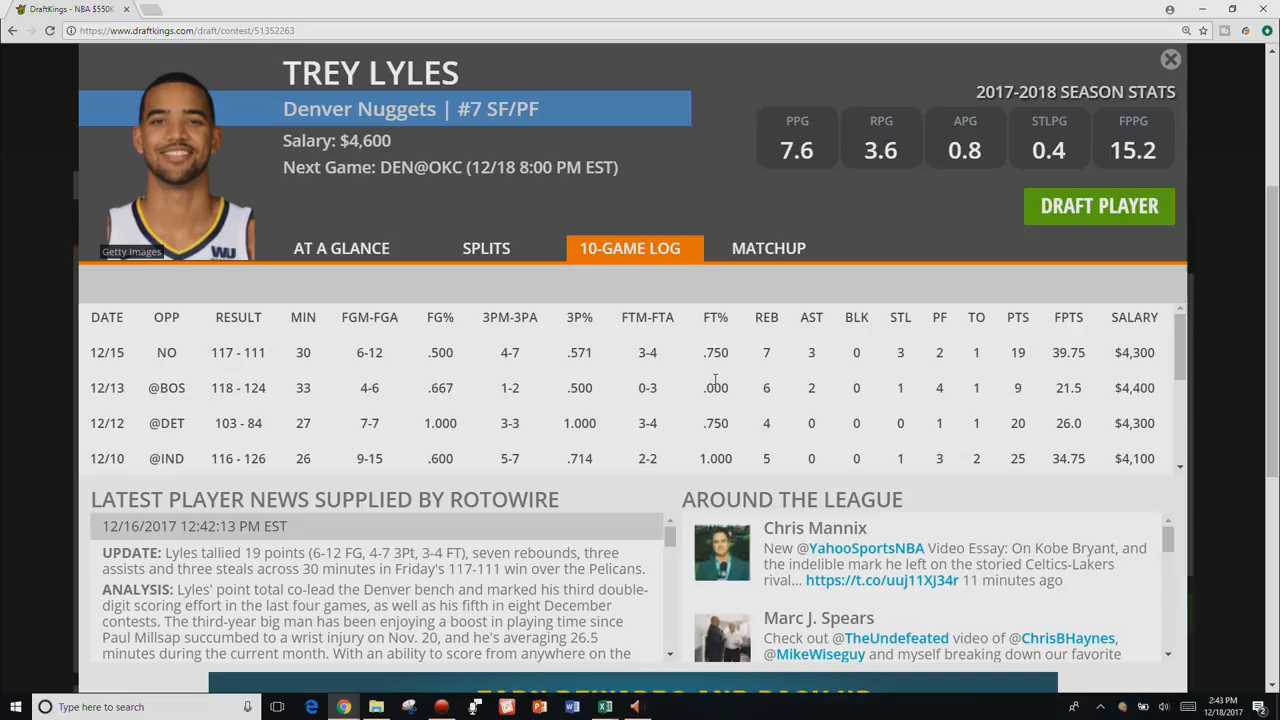 DraftKings - NBA $550K
https://www.draftkings.com/draft/contest/51352263
TREY LYLES
Denver Nuggets | #7 SF/PF
Salary: $4,600
Next Game: DEN@OKC (12/18 8:00 PM EST)
Getty Images
WU
2017-2018 SEASON STATS
PPG RPG APG STLPG FPPG
7.6 3.6 0.8 0.4 15.2
DRAFT PLAYER
AT A GLANCE SPLITS 10-GAME LOG MATCHUP
DATE OPP RESULT MIN FGM-FGA FG% 3PM-3PA 3P% FTM-FTA FT% REB AST BLK STL PF TO PTS FPTS SALARY
12/15 NO 117 - 111 30 6-12 .500 4-7 .571 3-4 .750 7 3 0 3 2 1 19 39.75 $4,300
12/13 @BOS 118 - 124 33 4-6 .667 1-2 .500 0-3 .000 6 2 0 1 4 1 9 21.5 $4,400
12/12 @DET 103 - 84 27 7-7 1.000 3-3 1.000 3-4 .750 4 0 0 0 1 1 20 26.0 $4,300
12/10 @IND 116 - 126 26 9-15 .600 5-7 .714 2-2 1.000 5 0 0 1 3 2 25 34.75 $4,100
LATEST PLAYER NEWS SUPPLIED BY ROTOWIRE
12/16/2017 12:42:13 PM EST
UPDATE: Lyles tallied 19 points (6-12 FG, 4-7 3Pt, 3-4 FT), seven rebounds, three
assists and three steals across 30 minutes in Friday's 117-111 win over the Pelicans.
ANALYSIS: Lyles' point total co-lead the Denver bench and marked his third double-
digit scoring effort in the last four games, as well as his fifth in eight December
contests. The third-year big man has been enjoying a boost in playing time since
Paul Millsap succumbed to a wrist injury on Nov. 20, and he's averaging 26.5
minutes during the current month. With an ability to score from anywhere on the
AROUND THE LEAGUE
Chris Mannix
New @YahooSportsNBA Video Essay: On Kobe Bryant, and
the indelible mark he left on the storied Celtics-Lakers
rival... https://t.co/uuj11XJ34r 11 minutes ago
Marc J. Spears
Check out @TheUndefeated video of @ChrisBHaynes,
@MikeWiseguy and myself breaking down our favorite
EARN REWARDS AND RACK UP
Type here to search
2:43 PM
12/18/2017